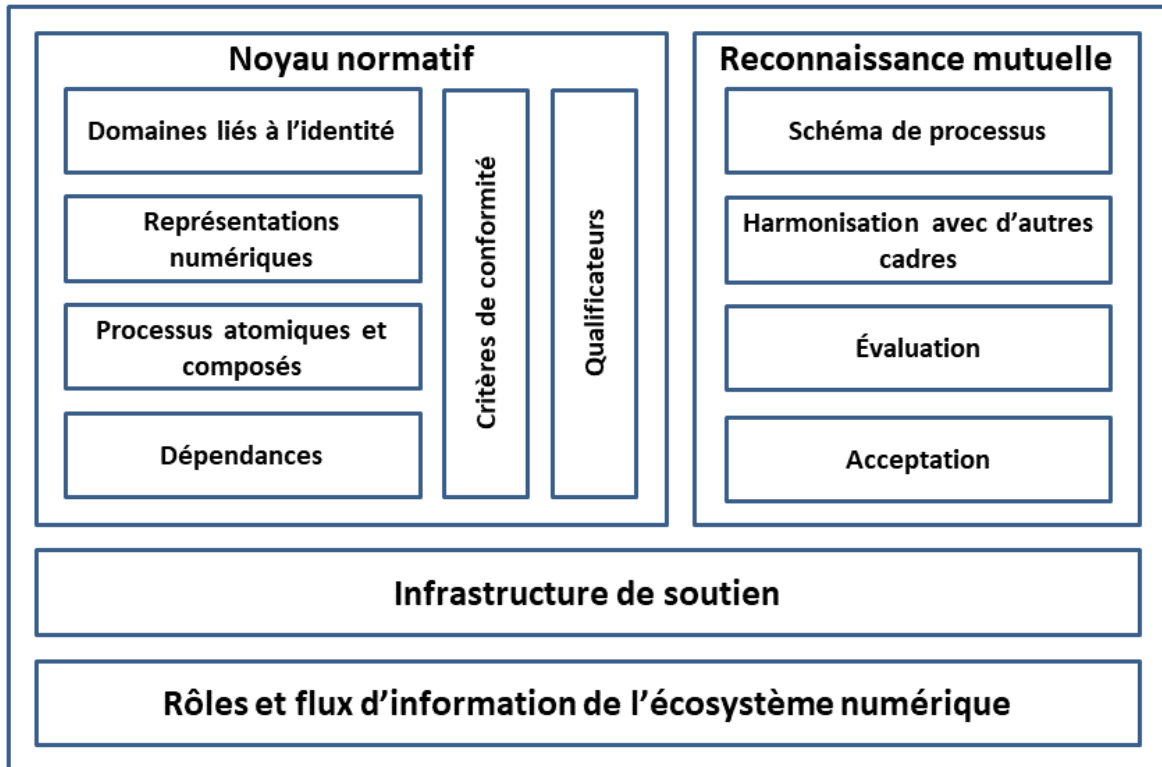 Noyau normatif
Domaines liés à l’identité
Représentations
numériques
Processus atomiques et
composés
Dépendances
Critères de conformité
Qualificateurs
Reconnaissance mutuelle
Schéma de processus
Harmonisation avec d’autres
cadres
Évaluation
Acceptation
Infrastructure de soutien
Rôles et flux d’information de l’écosystème numérique